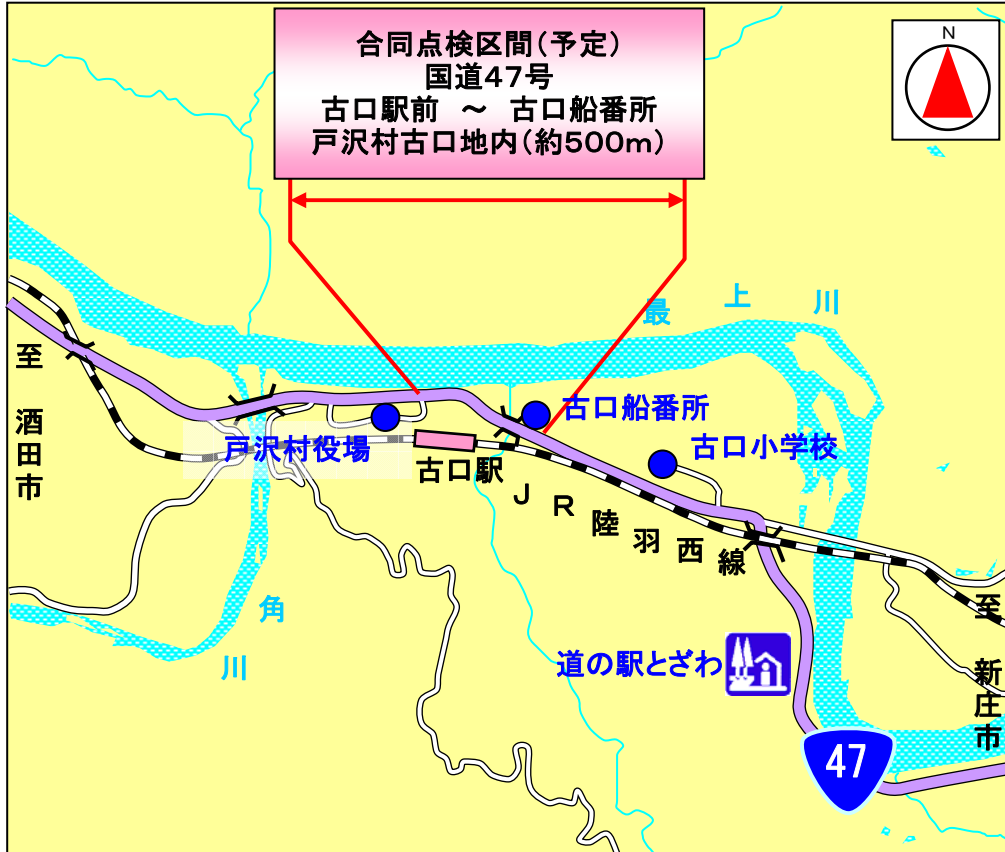 合同点検区間(予定)
国道47号
古口駅前 ~ 古口船番所
戸沢村古口地内(約500m)
N
最上川
至酒田市
戸沢村役場
古口船番所
古口小学校
古口駅
JR陸羽西線
角川
道の駅とざわ
至新庄市
47